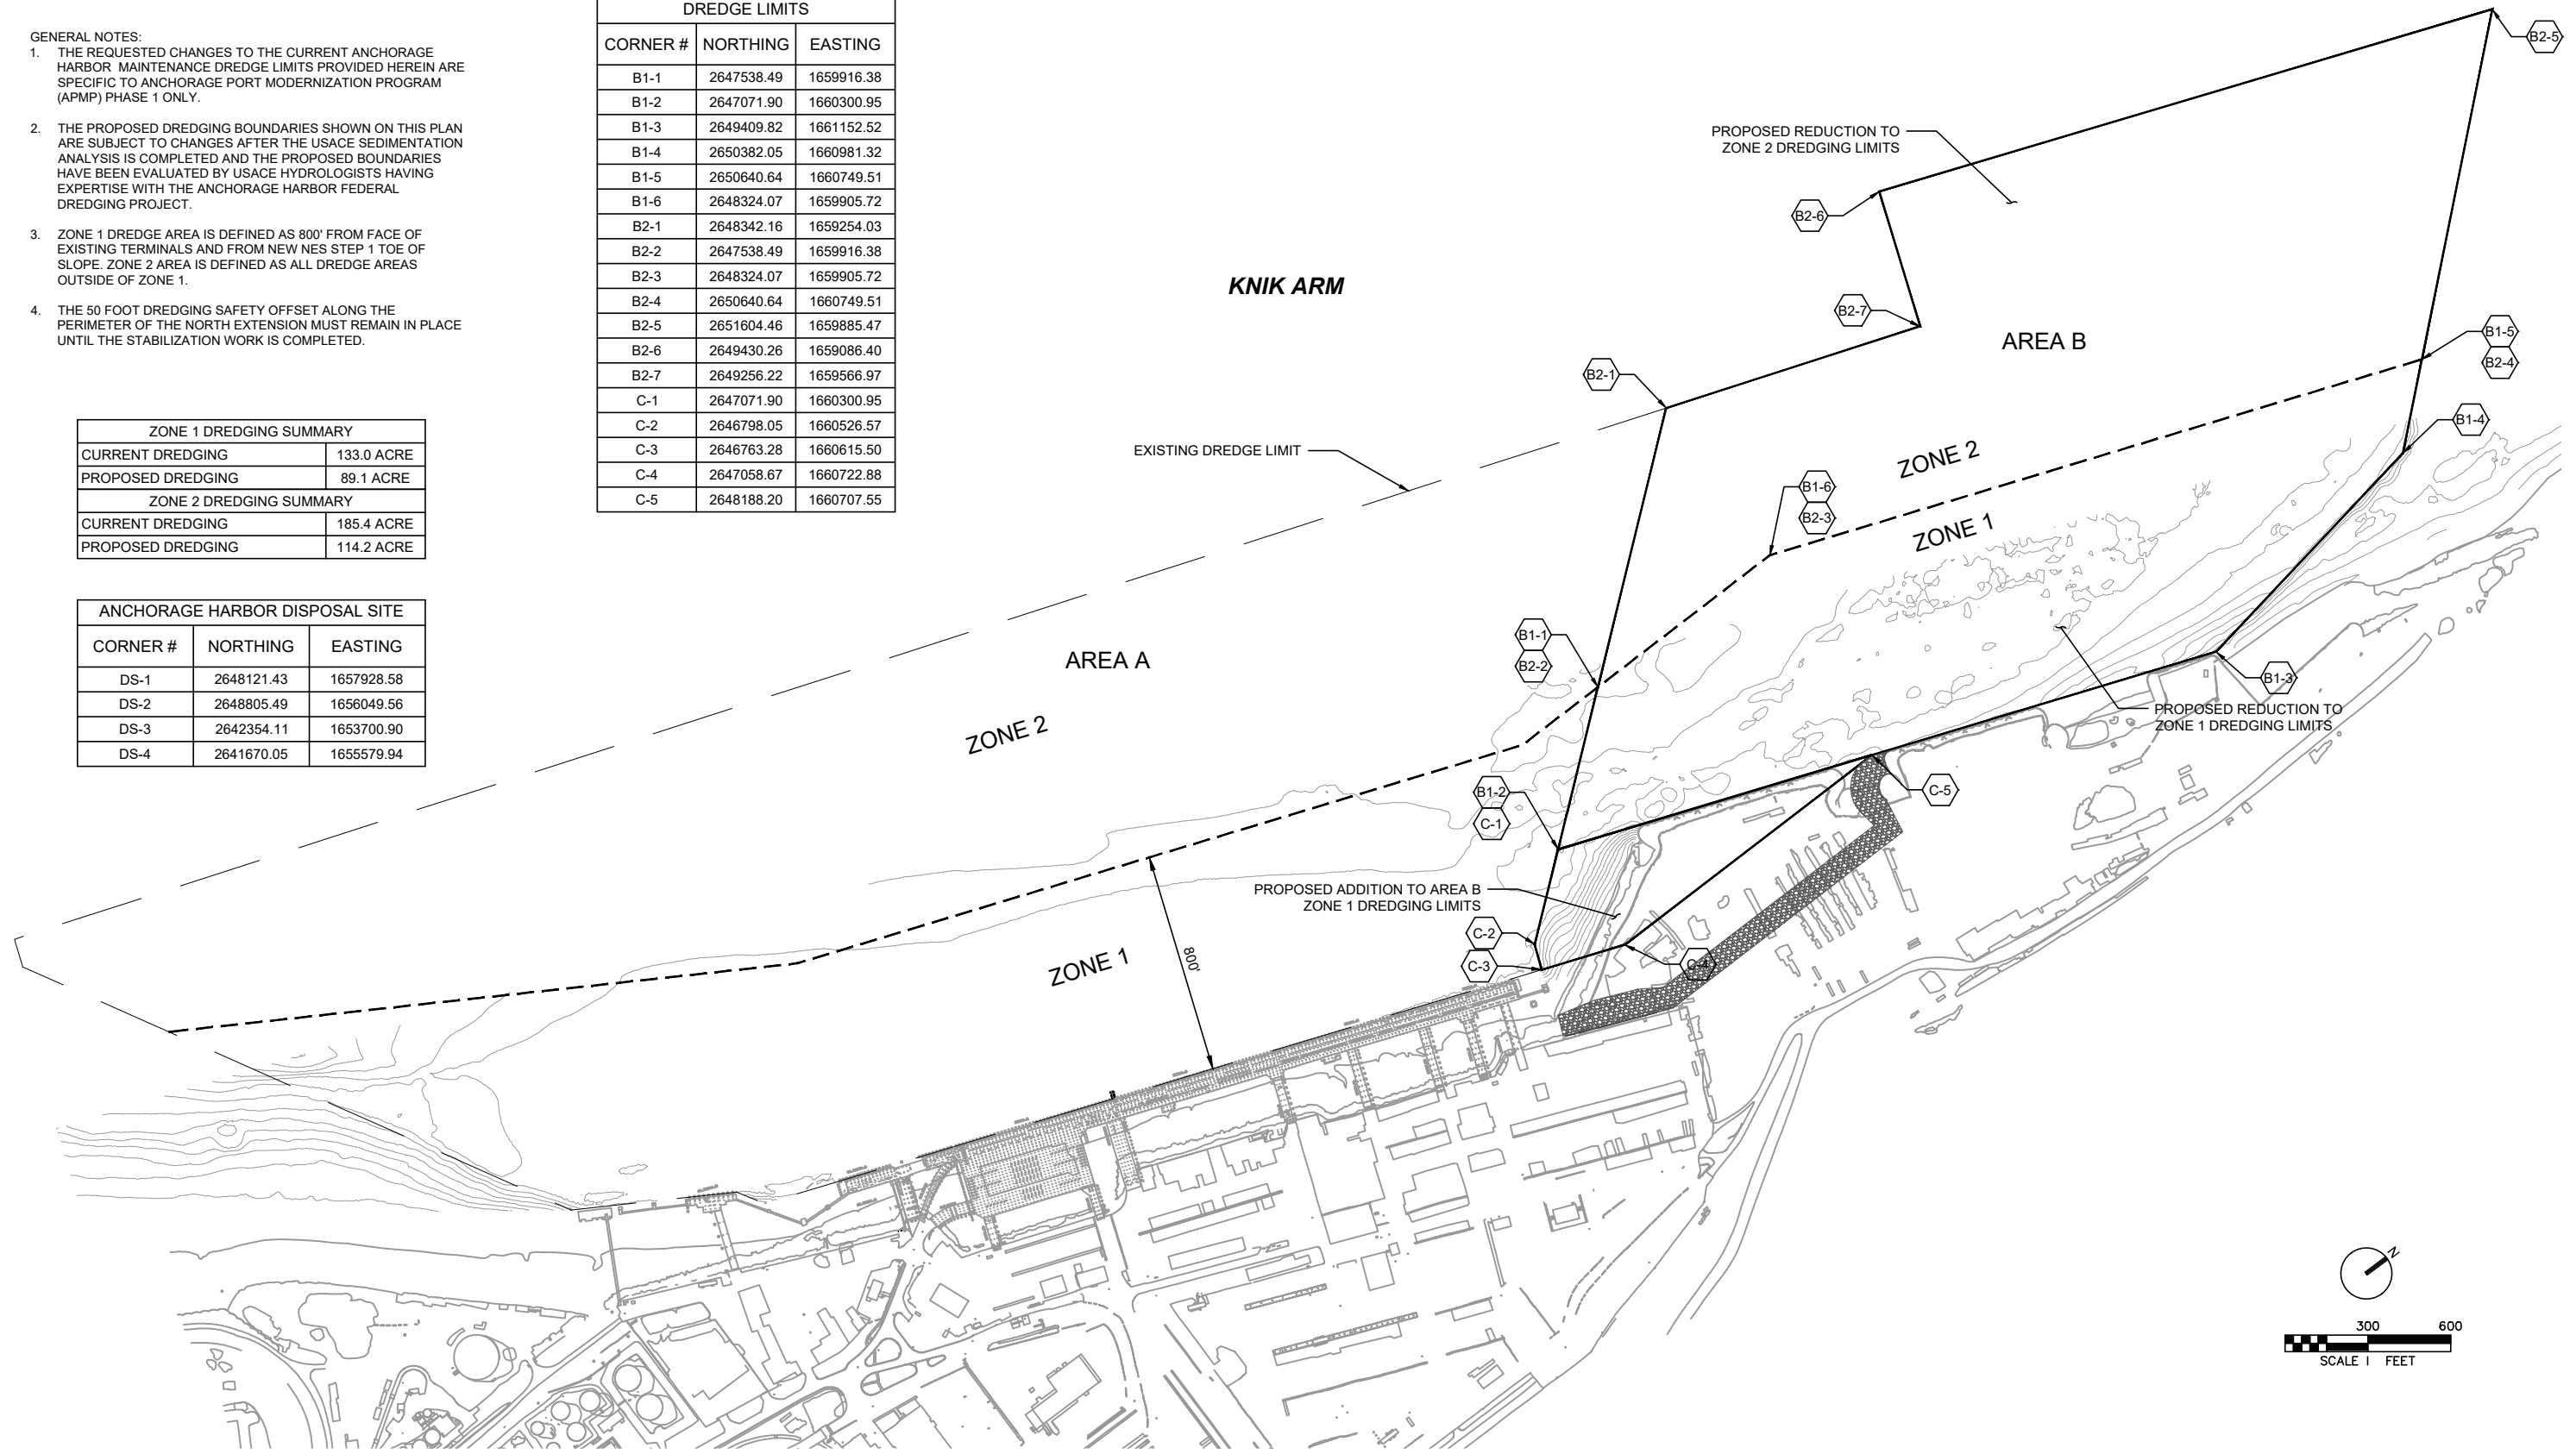 GENERAL NOTES:
1. THE REQUESTED CHANGES TO THE CURRENT ANCHORAGE
HARBOR MAINTENANCE DREDGE LIMITS PROVIDED HEREIN ARE
SPECIFIC TO ANCHORAGE PORT MODERNIZATION PROGRAM
(APMP) PHASE 1 ONLY.
2. THE PROPOSED DREDGING BOUNDARIES SHOWN ON THIS PLAN
ARE SUBJECT TO CHANGES AFTER THE USACE SEDIMENTATION
ANALYSIS IS COMPLETED AND THE PROPOSED BOUNDARIES
HAVE BEEN EVALUATED BY USACE HYDROLOGISTS HAVING
EXPERTISE WITH THE ANCHORAGE HARBOR FEDERAL
DREDGING PROJECT.
3. ZONE 1 DREDGE AREA IS DEFINED AS 800' FROM FACE OF
EXISTING TERMINALS AND FROM NEW NES STEP 1 TOE OF
SLOPE. ZONE 2 AREA IS DEFINED AS ALL DREDGE AREAS
OUTSIDE OF ZONE 1.
4. THE 50 FOOT DREDGING SAFETY OFFSET ALONG THE
PERIMETER OF THE NORTH EXTENSION MUST REMAIN IN PLACE
UNTIL THE STABILIZATION WORK IS COMPLETED.
ZONE 1 DREDGING SUMMARY
CURRENT DREDGING 133.0 ACRE
PROPOSED DREDGING 89.1 ACRE
ZONE 2 DREDGING SUMMARY
CURRENT DREDGING 185.4 ACRE
PROPOSED DREDGING 114.2 ACRE
ANCHORAGE HARBOR DISPOSAL SITE
CORNER # NORTHING EASTING
DS-1 2648121.43 1657928.58
DS-2 2648805.49 1656049.56
DS-3 2642354.11 1653700.90
DS-4 2641670.05 1655579.94
DREDGE LIMITS
CORNER # NORTHING EASTING
B1-1 2647538.49 1659916.38
B1-2 2647071.90 1660300.95
B1-3 2649409.82 1661152.52
B1-4 2650382.05 1660981.32
B1-5 2650640.64 1660749.51
B1-6 2648324.07 1659905.72
B2-1 2648342.16 1659254.03
B2-2 2647538.49 1659916.38
B2-3 2648324.07 1659905.72
B2-4 2650640.64 1660749.51
B2-5 2651604.46 1659885.47
B2-6 2649430.26 1659086.40
B2-7 2649256.22 1659566.97
C-1 2647071.90 1660300.95
C-2 2646798.05 1660526.57
C-3 2646763.28 1660615.50
C-4 2647058.67 1660722.88
C-5 2648188.20 1660707.55
B2-5
PROPOSED REDUCTION TO
ZONE 2 DREDGING LIMITS
B2-6
KNIK ARM
B2-7
AREA B
B1-5
B2-4
B2-1
B1-4
EXISTING DREDGE LIMIT
ZONE 2
B1-6
B2-3
ZONE 1
B1-1
B2-2
AREA A
B1-3
PROPOSED REDUCTION TO
ZONE 1 DREDGING LIMITS
ZONE 2
B1-2
C-1
C-5
PROPOSED ADDITION TO AREA B
ZONE 1 DREDGING LIMITS
C-2
C-3
C-4
ZONE 1
800'
N
300 600
SCALE I FEET